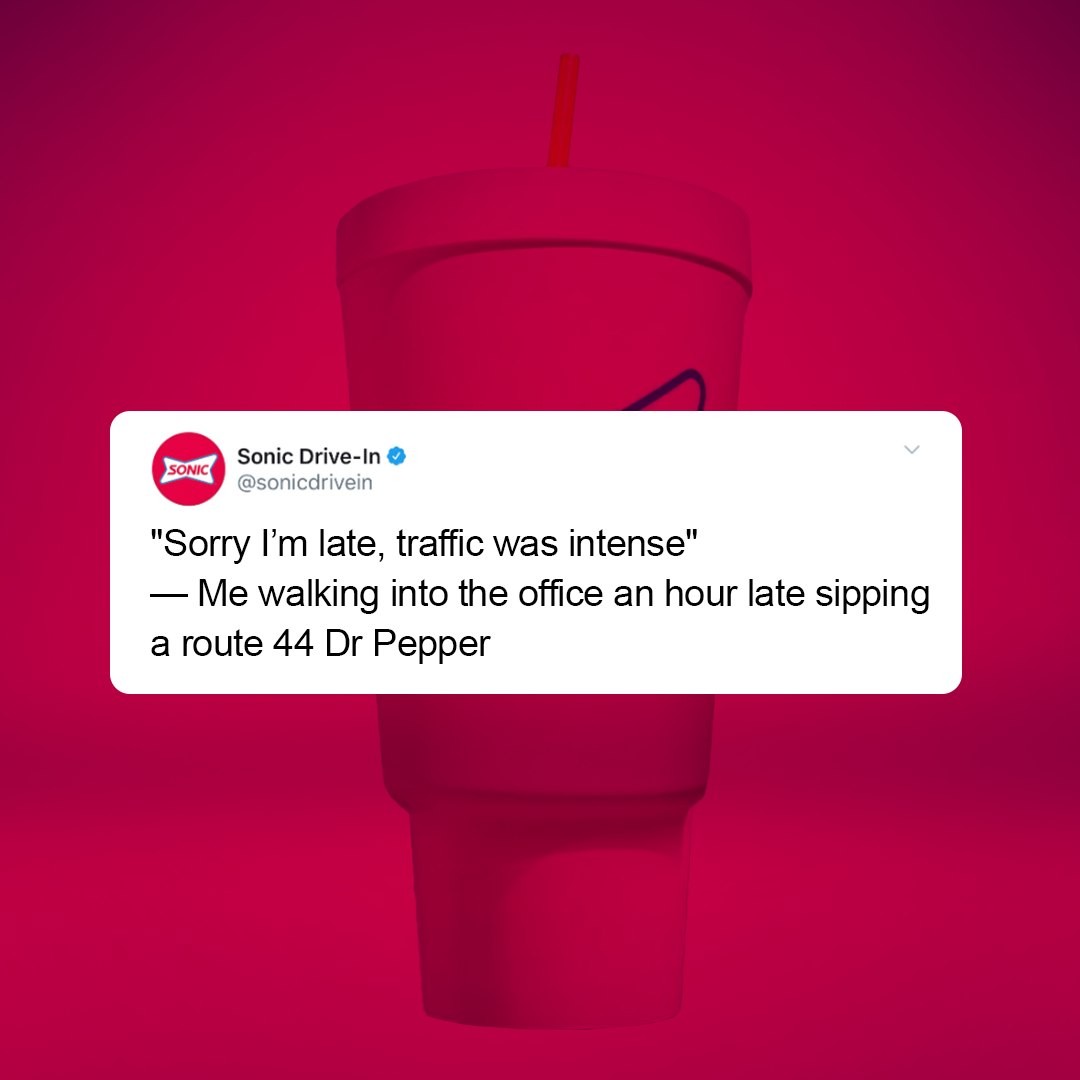 SONIC
Sonic Drive-In
@sonicdrivein
"Sorry I’m late, traffic was intense"
— Me walking into the office an hour late sipping
a route 44 Dr Pepper